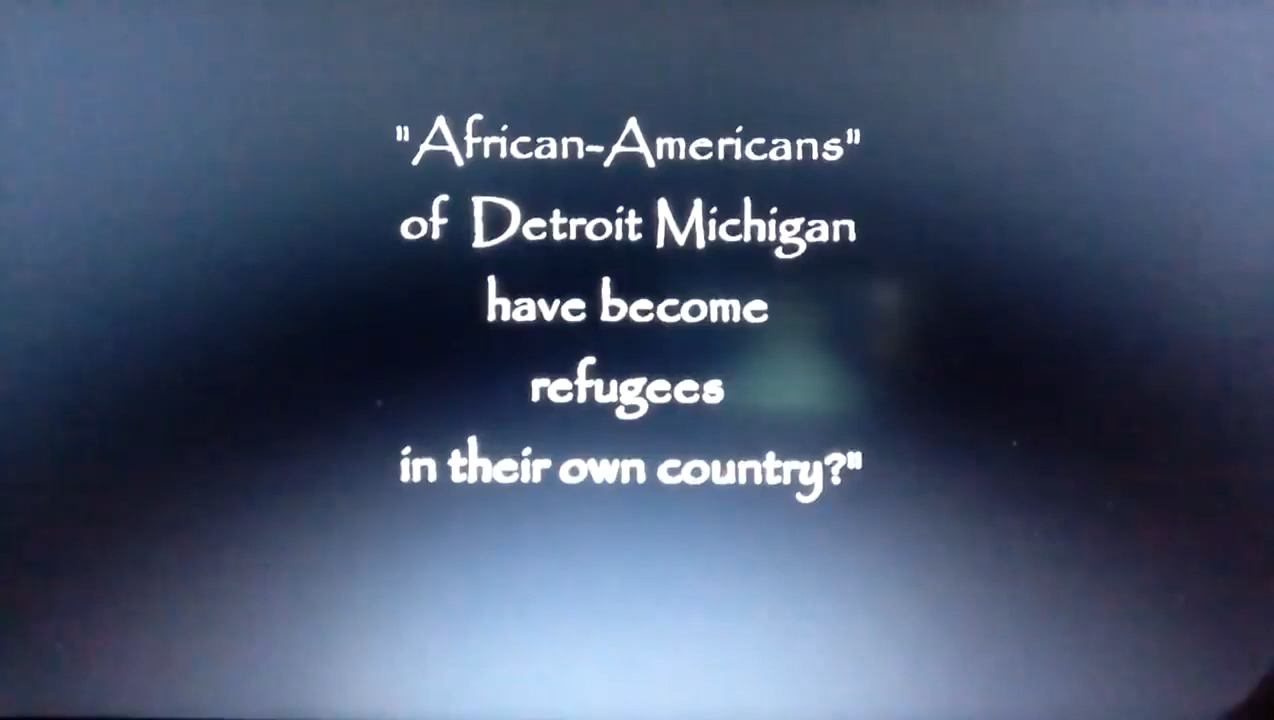 "African-Americans"
of Detroit Michigan
have become
refugees
in their own country?"